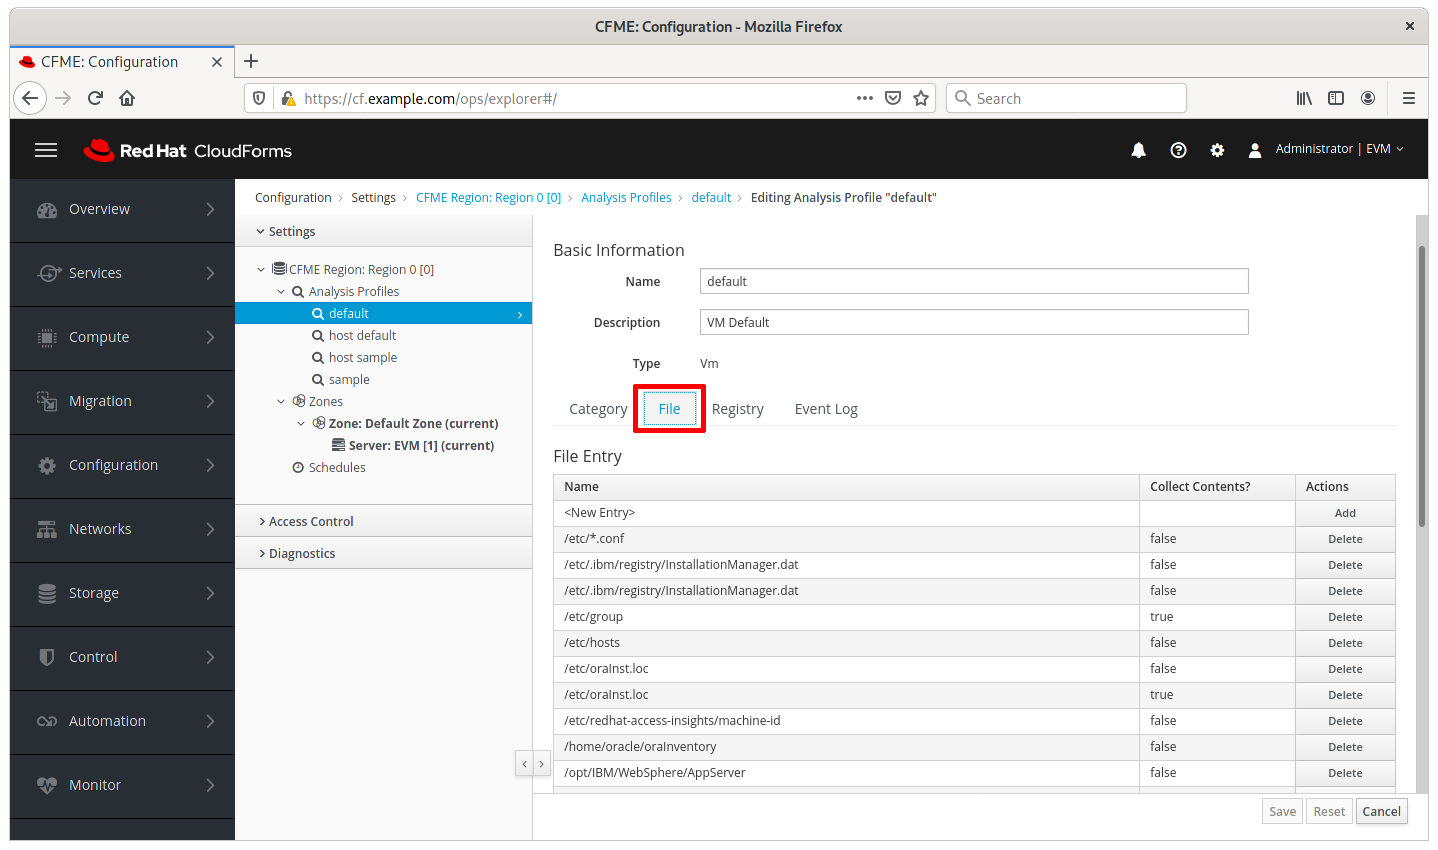 CFME: Configuration - Mozilla Firefox
CFME: Configuration
https://cf.example.com/ops/explorer#/
Search
Red Hat CloudForms
Administrator | EVM
Configuration > Settings > CFME Region: Region 0 [0] > Analysis Profiles > default > Editing Analysis Profile "default"
Overview
Services
Compute
Migration
Configuration
Networks
Storage
Control
Automation
Monitor
Settings
CFME Region: Region 0 [0]
Analysis Profiles
default
host default
host sample
sample
Zones
Zone: Default Zone (current)
Server: EVM [1] (current)
Schedules
Access Control
Diagnostics
Basic Information
Name default
Description VM Default
Type Vm
Category File Registry Event Log
File Entry
Name Collect Contents? Actions
<New Entry> Add
/etc/*.conf false Delete
/etc/.ibm/registry/InstallationManager.dat false Delete
/etc/.ibm/registry/InstallationManager.dat false Delete
/etc/group true Delete
/etc/hosts false Delete
/etc/oraInst.loc false Delete
/etc/oraInst.loc true Delete
/etc/redhat-access-insights/machine-id false Delete
/home/oracle/oraInventory false Delete
/opt/IBM/WebSphere/AppServer false Delete
Save Reset Cancel